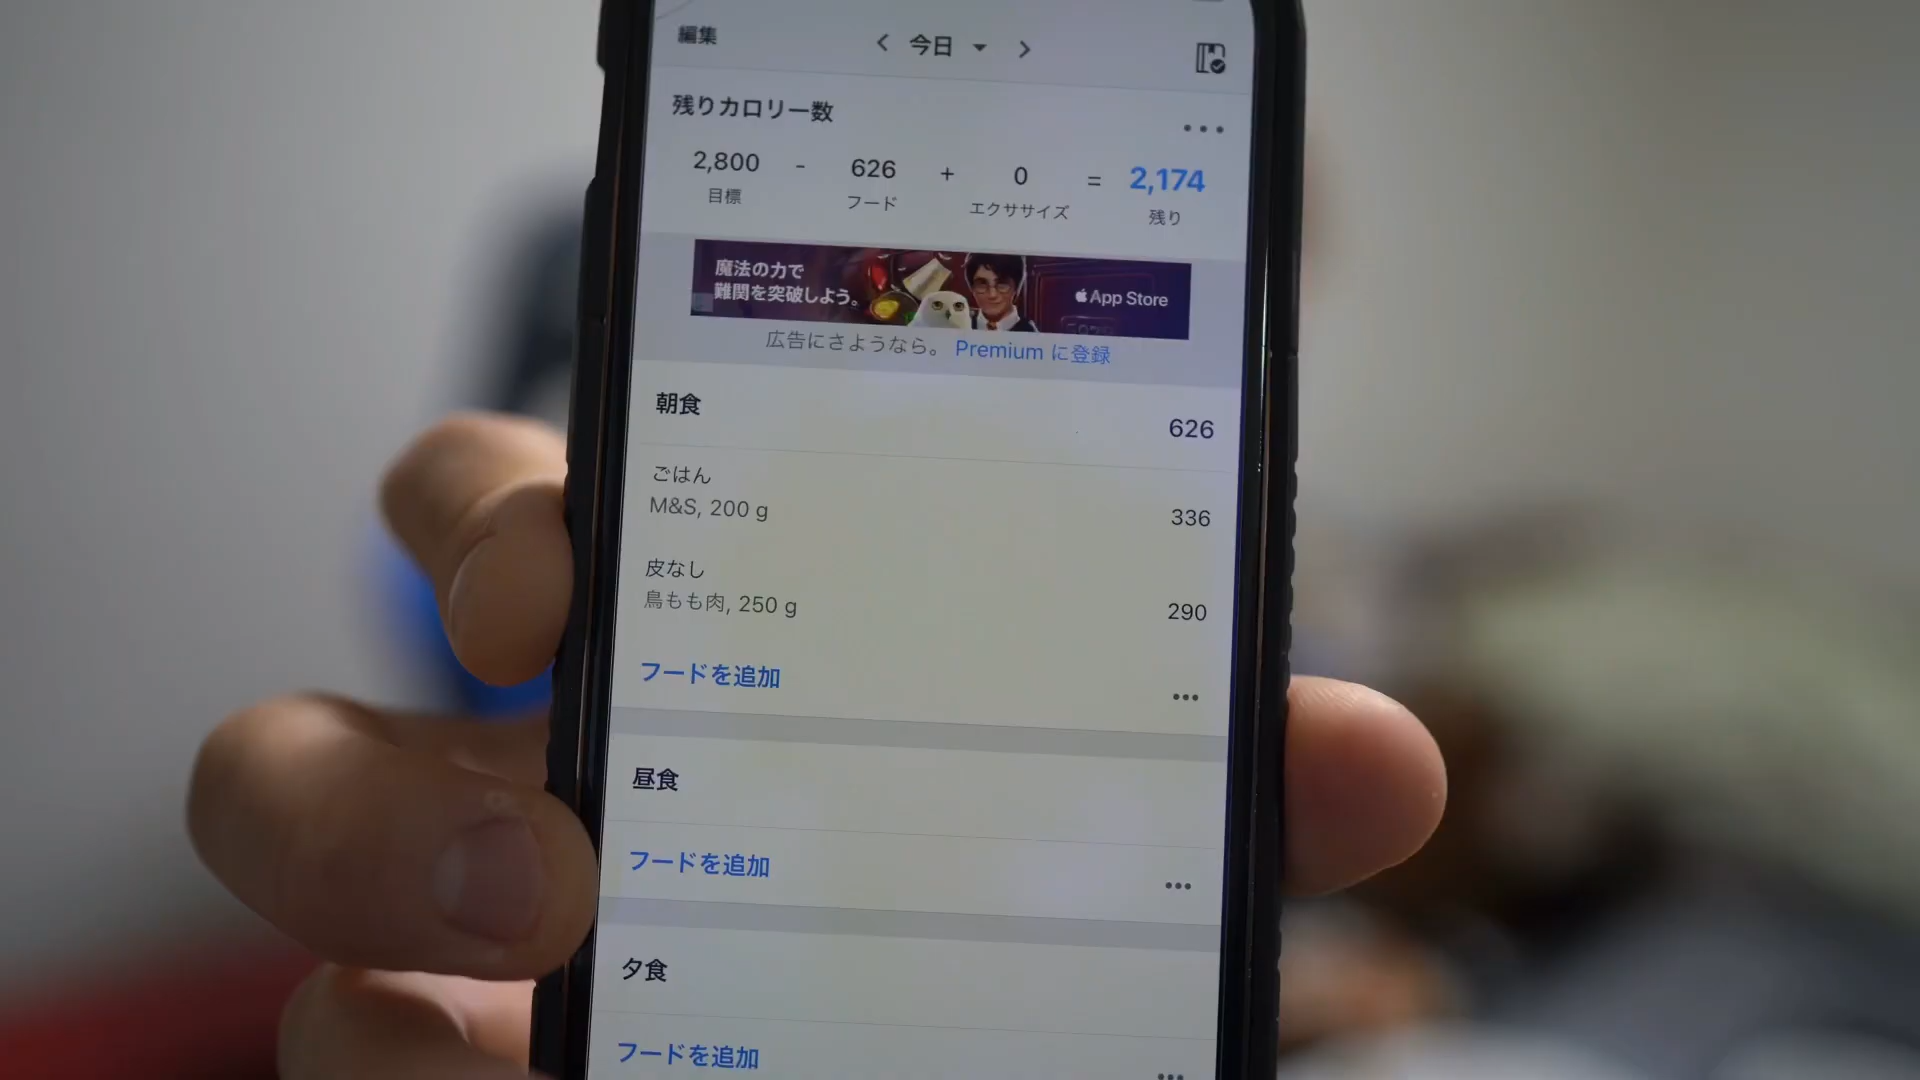 編集
今日
残りカロリー数
2,800 - 626 + 0 = 2,174
目標 フード エクササイズ 残り
魔法の力で
難関を突破しよう。
App Store
広告にさようなら。 Premium に登録
朝食 626
ごはん
M&S, 200 g 336
皮なし
鳥もも肉, 250 g 290
フードを追加
昼食
フードを追加
夕食
フードを追加